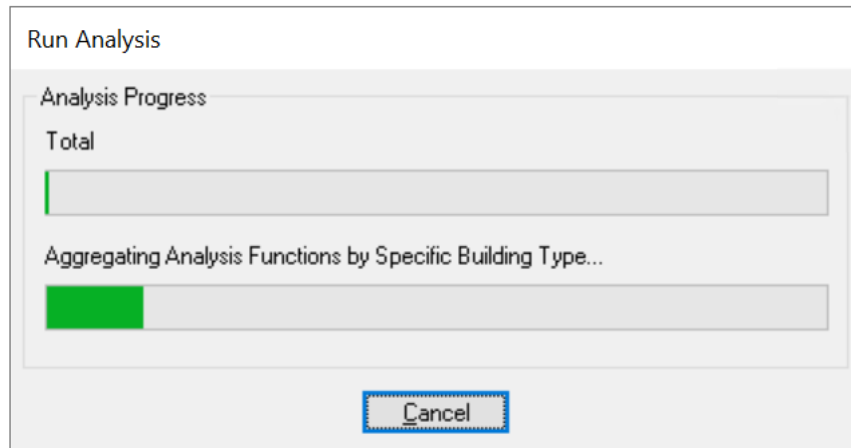 Run Analysis
Analysis Progress
Total
Aggregating Analysis Functions by Specific Building Type...
Cancel